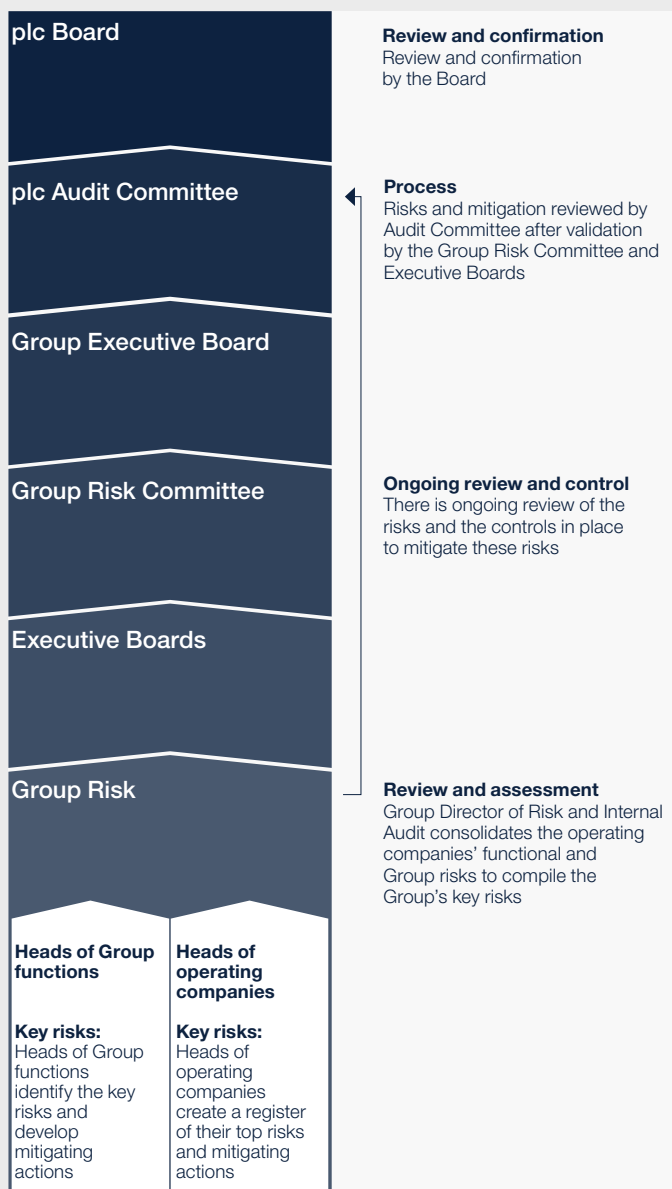 plc Board
Review and confirmation
Review and confirmation
by the Board
plc Audit Committee
Process
Risks and mitigation reviewed by
Audit Committee after validation
by the Group Risk Committee and
Executive Boards
Group Executive Board
Group Risk Committee
Ongoing review and control
There is ongoing review of the
risks and the controls in place
to mitigate these risks
Executive Boards
Group Risk
Review and assessment
Group Director of Risk and Internal
Audit consolidates the operating
companies’ functional and
Group risks to compile the
Group’s key risks
Heads of Group
functions
Key risks:
Heads of Group
functions
identify the key
risks and
develop
mitigating
actions
Heads of
operating
companies
Key risks:
Heads of
operating
companies
create a register
of their top risks
and mitigating
actions